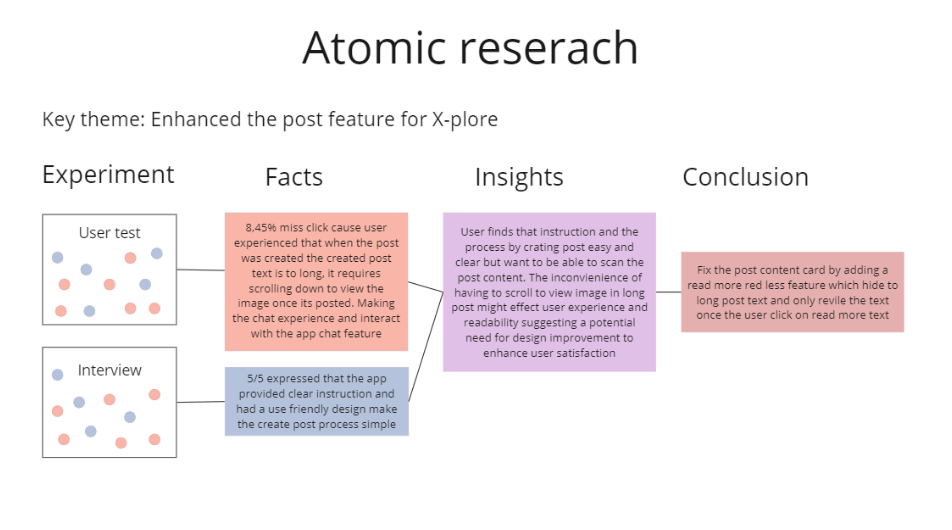 Atomic reserach
Key theme: Enhanced the post feature for X-plore
Experiment
Facts
Insights
Conclusion
User test
8,45% miss click cause user
experienced that when the post
was created the created post
text is to long, it requires
scrolling down to view the
image once its posted. Making
the chat experience and interact
with the app chat feature
Interview
5/5 expressed that the app
provided clear instruction and
had a use friendly design make
the create post process simple
User finds that instruction and the
process by crating post easy and
clear but want to be able to scan the
post content. The inconvienience of
having to scroll to view image in long
post might effect user experience and
readability suggesting a potential
need for design improvement to
enhance user satisfaction
Fix the post content card by adding a
read more red less feature which hide to
long post text and only revile the text
once the user click on read more text